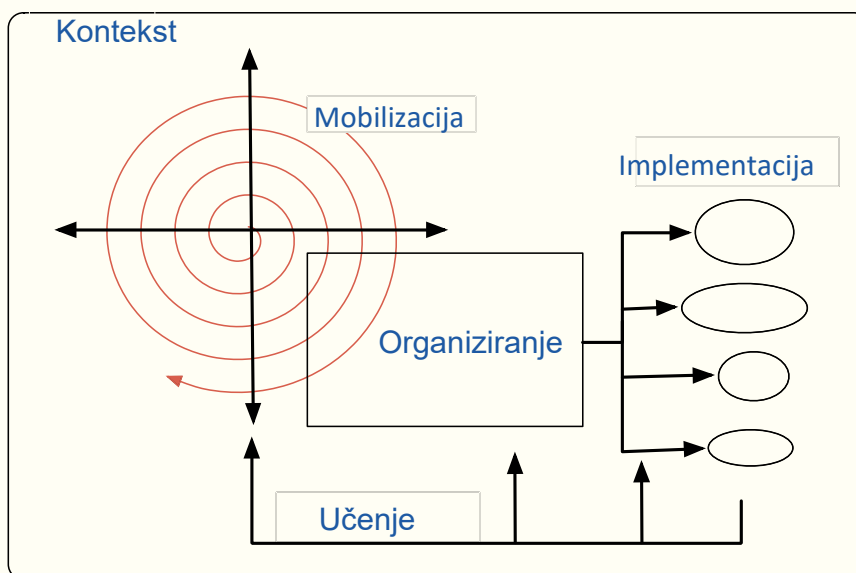 Kontekst
Mobilizacija
Implementacija
Organiziranje
Učenje